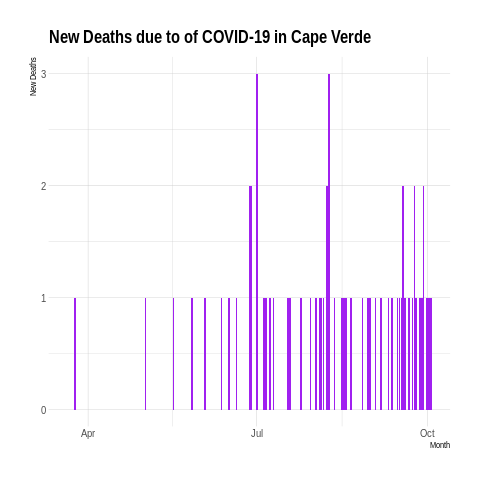 New Deaths due to of COVID-19 in Cape Verde
New Deaths
3
2
1
0
Apr
Jul
Oct
Month